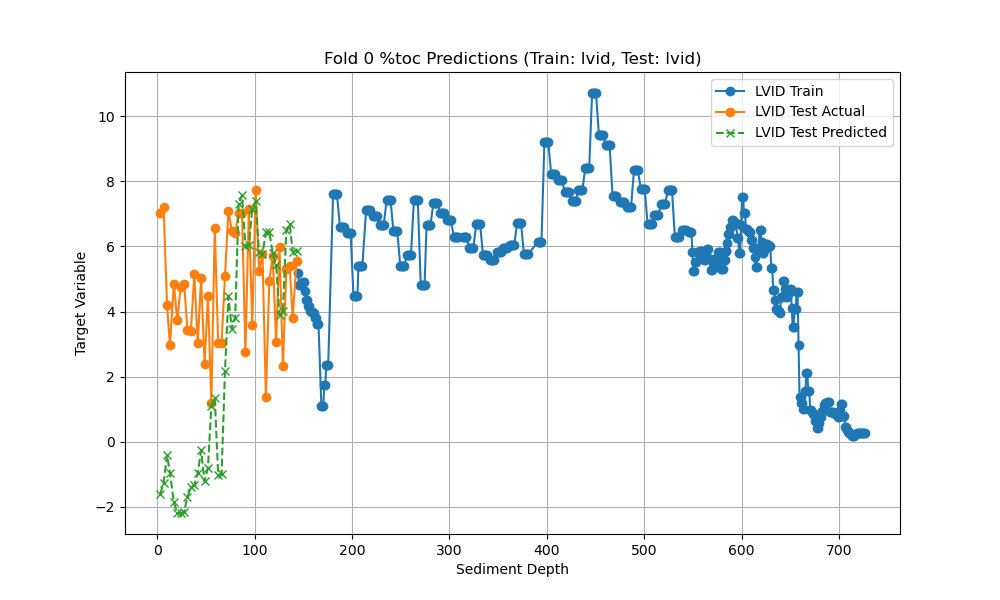 Fold 0 %toc Predictions (Train: lvid, Test: lvid)
LVID Train
LVID Test Actual
LVID Test Predicted
Target Variable
10
8
6
4
2
0
−2
0 100 200 300 400 500 600 700
Sediment Depth